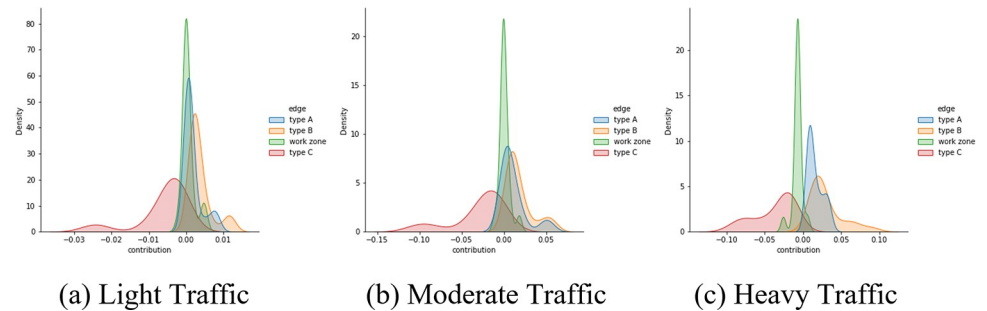 80
70
60
50
40
30
20
10
0
Density
−0.03
−0.02
−0.01
0.00
0.01
contribution
edge
type A
type B
work zone
type C
(a) Light Traffic
20
15
10
5
0
Density
−0.15
−0.10
−0.05
0.00
0.05
contribution
edge
type A
type B
work zone
type C
(b) Moderate Traffic
20
15
10
5
0
Density
−0.10
−0.05
0.00
0.05
0.10
contribution
edge
type A
type B
work zone
type C
(c) Heavy Traffic